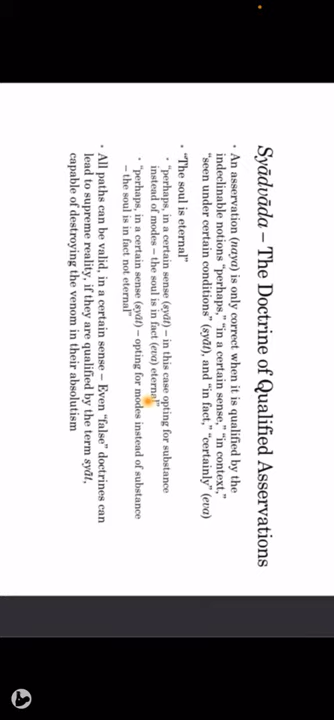 Syādvāda – The Doctrine of Qualified Asservations
• An asservation (naya) is only correct when it is qualified by the
indeclinable notions “perhaps,” “in a certain sense,” “in context,”
“seen under certain conditions” (syāt), and “in fact,” “certainly” (eva)
• “The soul is eternal”
• “perhaps, in a certain sense (syāt) – in this case opting for substance
instead of modes – the soul is in fact (eva) eternal”
• “perhaps, in a certain sense (syāt) – opting for modes instead of substance
– the soul is in fact not eternal”
• All paths can be valid, in a certain sense – Even “false” doctrines can
lead to supreme reality, if they are qualified by the term syāt,
capable of destroying the venom in their absolutism